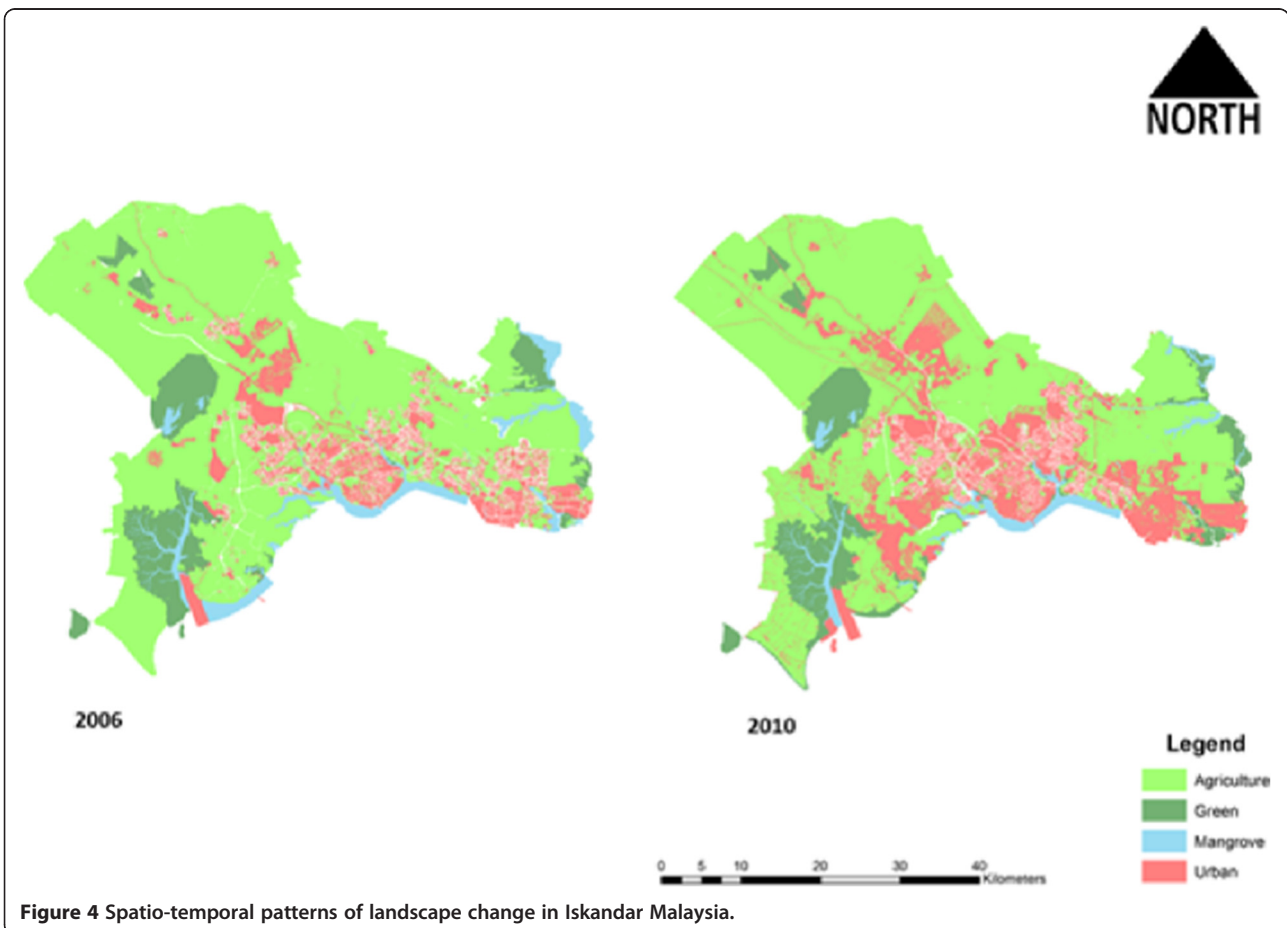 NORTH
2006
2010
Legend
Agriculture
Green
Mangrove
Urban
0 5 10 20 30 40
Kilometers
Figure 4 Spatio-temporal patterns of landscape change in Iskandar Malaysia.